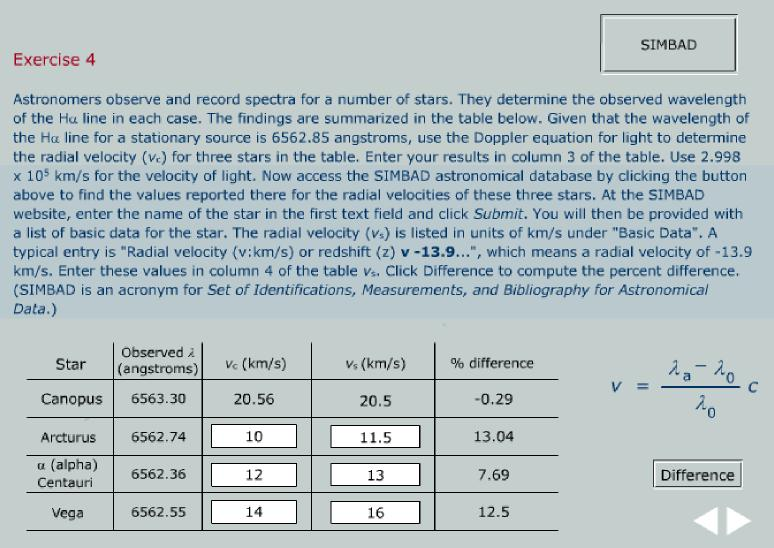 SIMBAD
Exercise 4
Astronomers observe and record spectra for a number of stars. They determine the observed wavelength
of the Hα line in each case. The findings are summarized in the table below. Given that the wavelength of
the Hα line for a stationary source is 6562.85 angstroms, use the Doppler equation for light to determine
the radial velocity (vc) for three stars in the table. Enter your results in column 3 of the table. Use 2.998
x 10⁵ km/s for the velocity of light. Now access the SIMBAD astronomical database by clicking the button
above to find the values reported there for the radial velocities of these three stars. At the SIMBAD
website, enter the name of the star in the first text field and click Submit. You will then be provided with
a list of basic data for the star. The radial velocity (vs) is listed in units of km/s under "Basic Data". A
typical entry is "Radial velocity (v:km/s) or redshift (z) v -13.9...", which means a radial velocity of -13.9
km/s. Enter these values in column 4 of the table vs. Click Difference to compute the percent difference.
(SIMBAD is an acronym for Set of Identifications, Measurements, and Bibliography for Astronomical
Data.)
Star Observed λ (angstroms) vc (km/s) vs (km/s) % difference
Canopus 6563.30 20.56 20.5 -0.29
Arcturus 6562.74 10 11.5 13.04
α (alpha) Centauri 6562.36 12 13 7.69
Vega 6562.55 14 16 12.5
v = (λa − λ0) / λ0 c
Difference